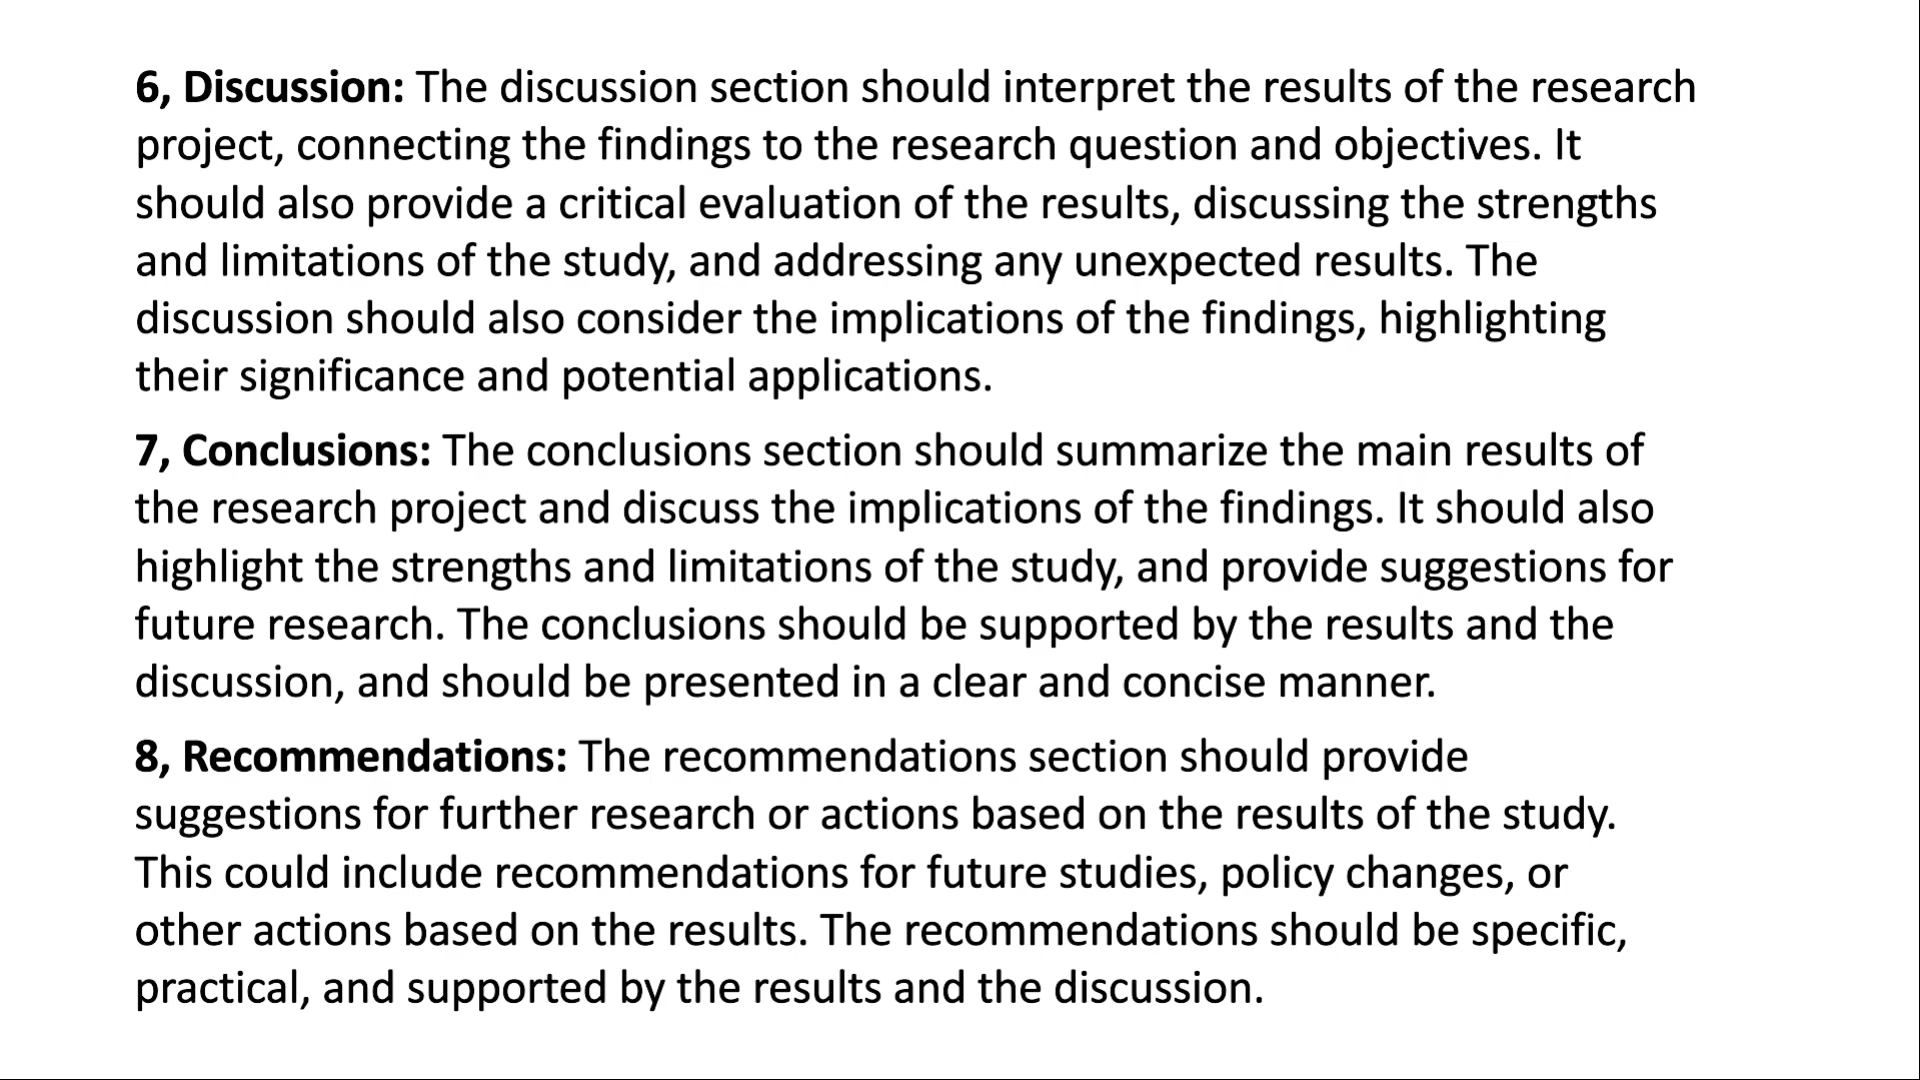 6, Discussion: The discussion section should interpret the results of the research
project, connecting the findings to the research question and objectives. It
should also provide a critical evaluation of the results, discussing the strengths
and limitations of the study, and addressing any unexpected results. The
discussion should also consider the implications of the findings, highlighting
their significance and potential applications.
7, Conclusions: The conclusions section should summarize the main results of
the research project and discuss the implications of the findings. It should also
highlight the strengths and limitations of the study, and provide suggestions for
future research. The conclusions should be supported by the results and the
discussion, and should be presented in a clear and concise manner.
8, Recommendations: The recommendations section should provide
suggestions for further research or actions based on the results of the study.
This could include recommendations for future studies, policy changes, or
other actions based on the results. The recommendations should be specific,
practical, and supported by the results and the discussion.